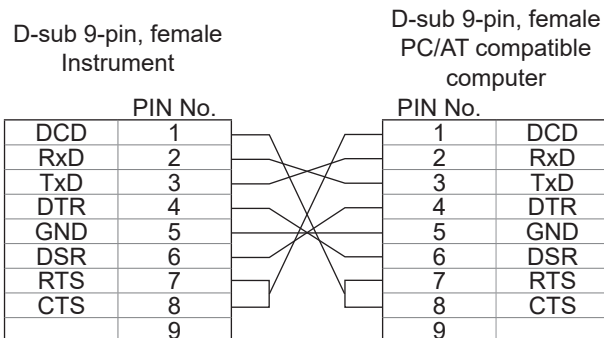 D-sub 9-pin, female
Instrument
D-sub 9-pin, female
PC/AT compatible
computer
PIN No.
PIN No.
DCD 1 1 DCD
RxD 2 2 RxD
TxD 3 3 TxD
DTR 4 4 DTR
GND 5 5 GND
DSR 6 6 DSR
RTS 7 7 RTS
CTS 8 8 CTS
9 9